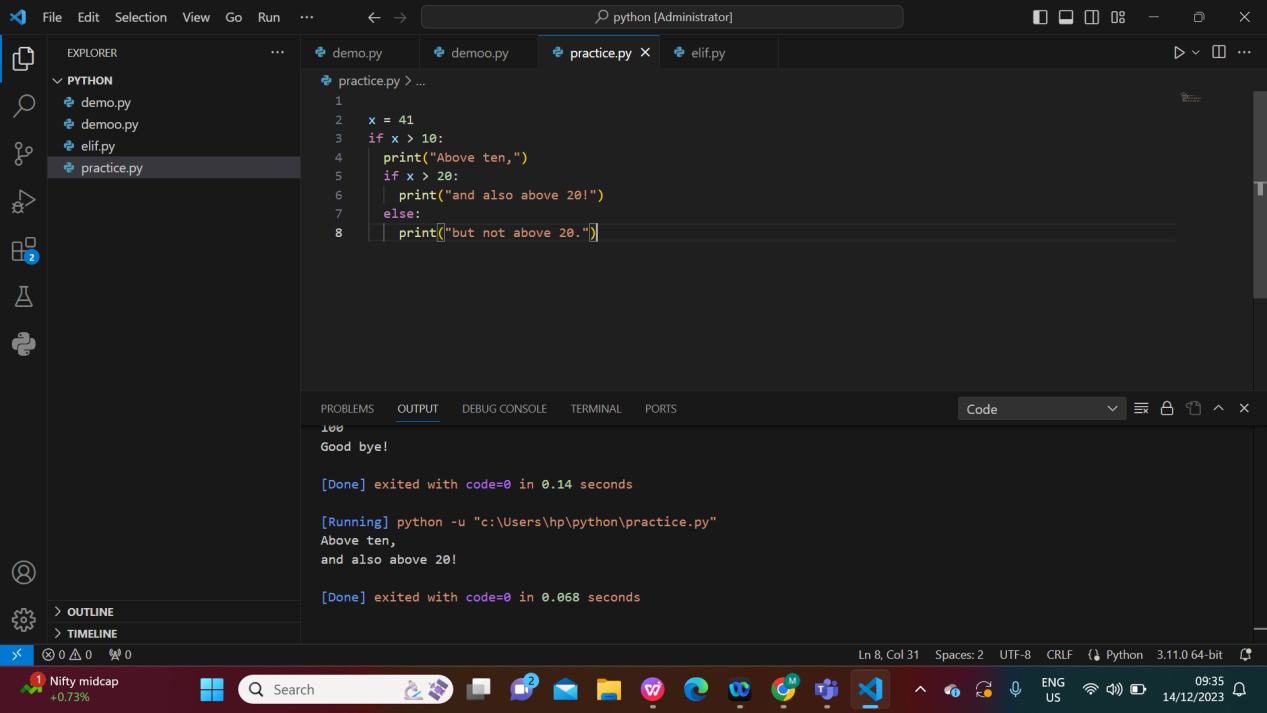 File Edit Selection View Go Run ··· python [Administrator]
EXPLORER ···
PYTHON
demo.py
demoo.py
elif.py
practice.py
OUTLINE
TIMELINE
2
demo.py demoo.py practice.py elif.py
practice.py > ...
1
2 x = 41
3 if x > 10:
4 print("Above ten,")
5 if x > 20:
6 print("and also above 20!")
7 else:
8 print("but not above 20.")
PROBLEMS OUTPUT DEBUG CONSOLE TERMINAL PORTS Code
100
Good bye!
[Done] exited with code=0 in 0.14 seconds
[Running] python -u "c:\Users\hp\python\practice.py"
Above ten,
and also above 20!
[Done] exited with code=0 in 0.068 seconds
0 0 0 Ln 8, Col 31 Spaces: 2 UTF-8 CRLF Python 3.11.0 64-bit
1 Nifty midcap
+0.73%
Search
2
M
ENG
US
09:35
14/12/2023